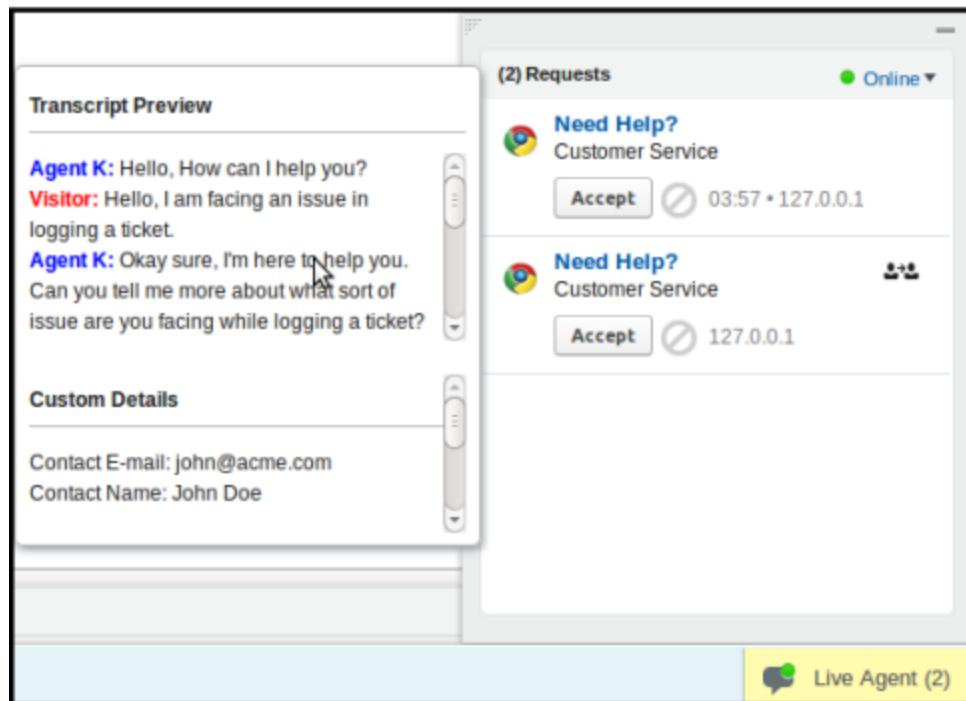 Transcript Preview
Agent K: Hello, How can I help you?
Visitor: Hello, I am facing an issue in
logging a ticket.
Agent K: Okay sure, I'm here to help you.
Can you tell me more about what sort of
issue are you facing while logging a ticket?
Custom Details
Contact E-mail: john@acme.com
Contact Name: John Doe
(2) Requests
Online
Need Help?
Customer Service
Accept
03:57 • 127.0.0.1
Need Help?
Customer Service
Accept
127.0.0.1
Live Agent (2)